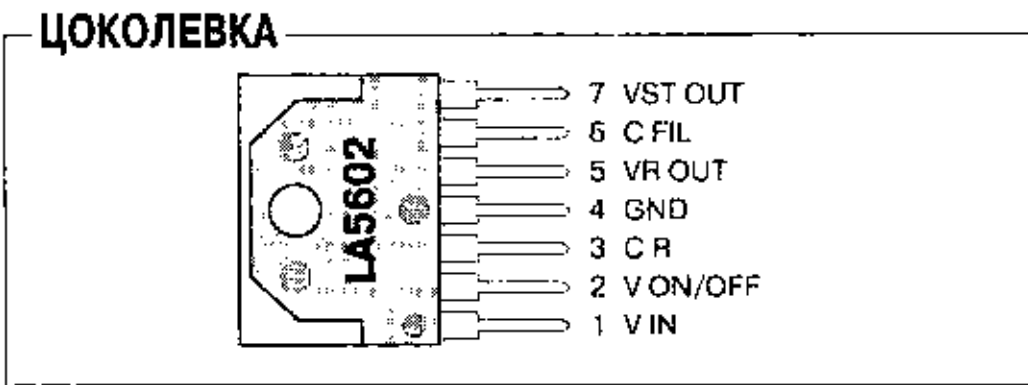 ЦОКОЛЕВКА
LA5602
7 VST OUT
6 C FIL
5 VR OUT
4 GND
3 C R
2 V ON/OFF
1 V IN